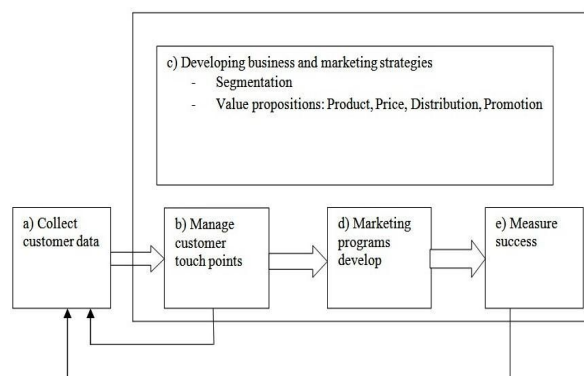 c) Developing business and marketing strategies
- Segmentation
- Value propositions: Product, Price, Distribution, Promotion
a) Collect
customer data
b) Manage
customer
touch points
d) Marketing
programs
develop
e) Measure
success